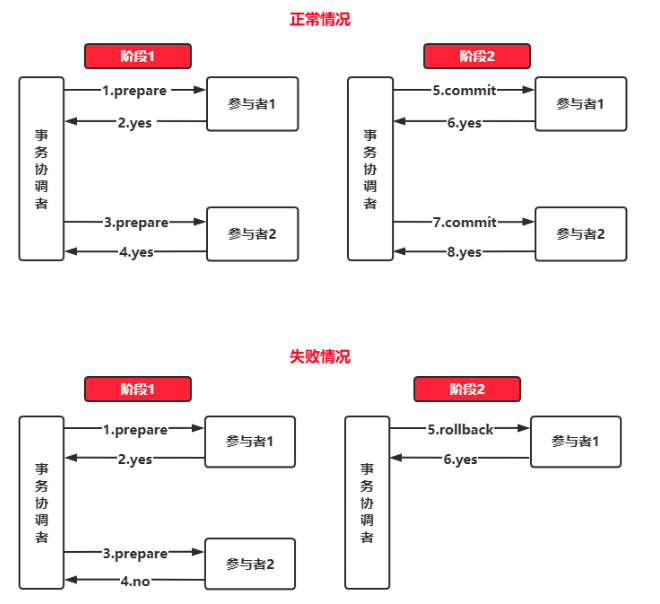 正常情况
阶段1
阶段2
事务协调者
1.prepare
参与者1
2.yes
3.prepare
参与者2
4.yes
事务协调者
5.commit
参与者1
6.yes
7.commit
参与者2
8.yes
失败情况
阶段1
阶段2
事务协调者
1.prepare
参与者1
2.yes
3.prepare
参与者2
4.no
事务协调者
5.rollback
参与者1
6.yes